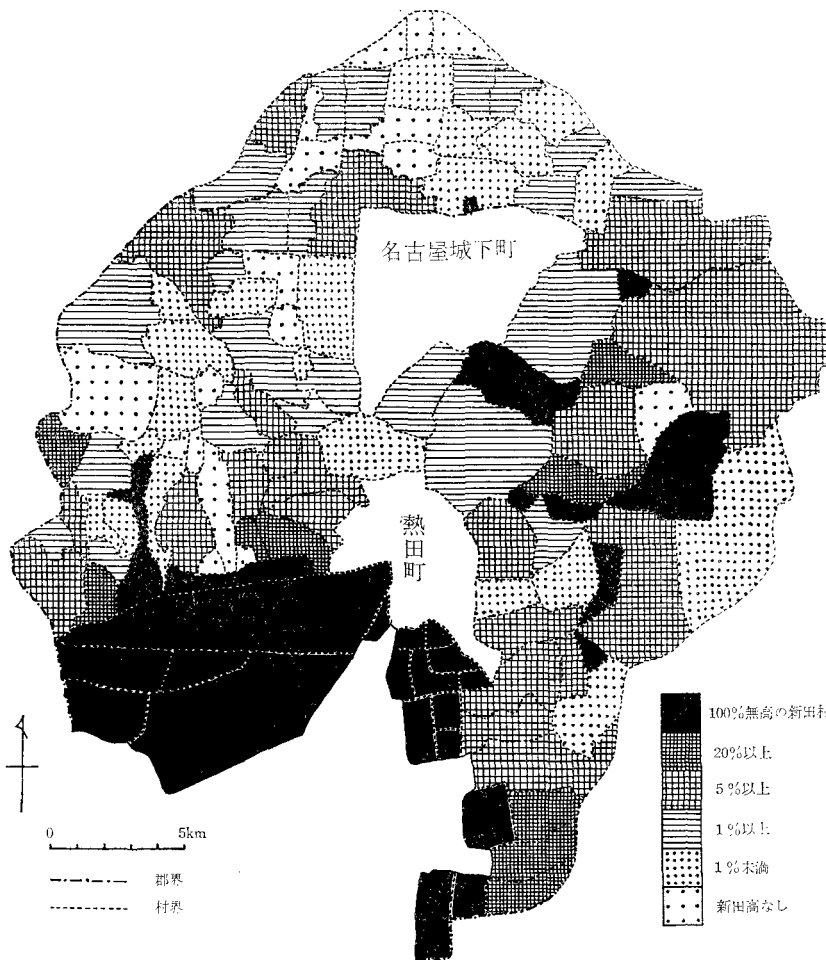 名古屋城下町
熱田町
100%無高の新田村
20%以上
5%以上
1%以上
1%未満
新田高なし
0 5km
郡界
村界